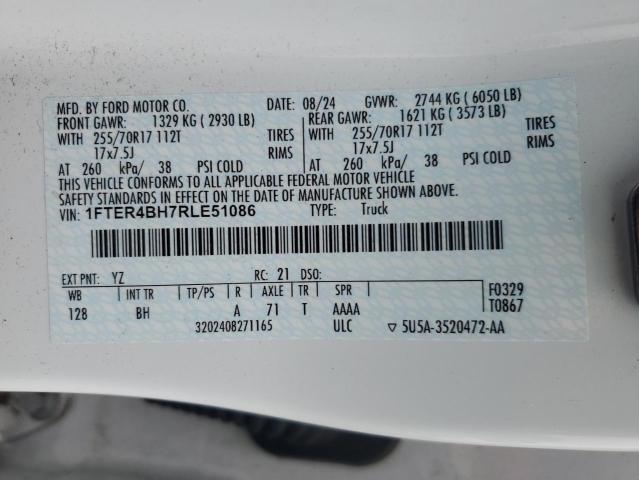 MFD. BY FORD MOTOR CO. DATE: 08/24 GVWR: 2744 KG ( 6050 LB)
FRONT GAWR: 1329 KG ( 2930 LB) REAR GAWR: 1621 KG ( 3573 LB)
WITH 255/70R17 112T TIRES WITH 255/70R17 112T TIRES
17x7.5J RIMS 17x7.5J RIMS
AT 260 kPa/ 38 PSI COLD AT 260 kPa/ 38 PSI COLD
THIS VEHICLE CONFORMS TO ALL APPLICABLE FEDERAL MOTOR VEHICLE
SAFETY STANDARDS IN EFFECT ON THE DATE OF MANUFACTURE SHOWN ABOVE.
VIN: 1FTER4BH7RLE51086 TYPE: Truck
EXT PNT: YZ RC: 21 DSO:
WB INT TR TP/PS R AXLE TR SPR F0329
128 BH A 71 T AAAA T0867
3202408271165 ULC ▽ 5U5A-3520472-AA